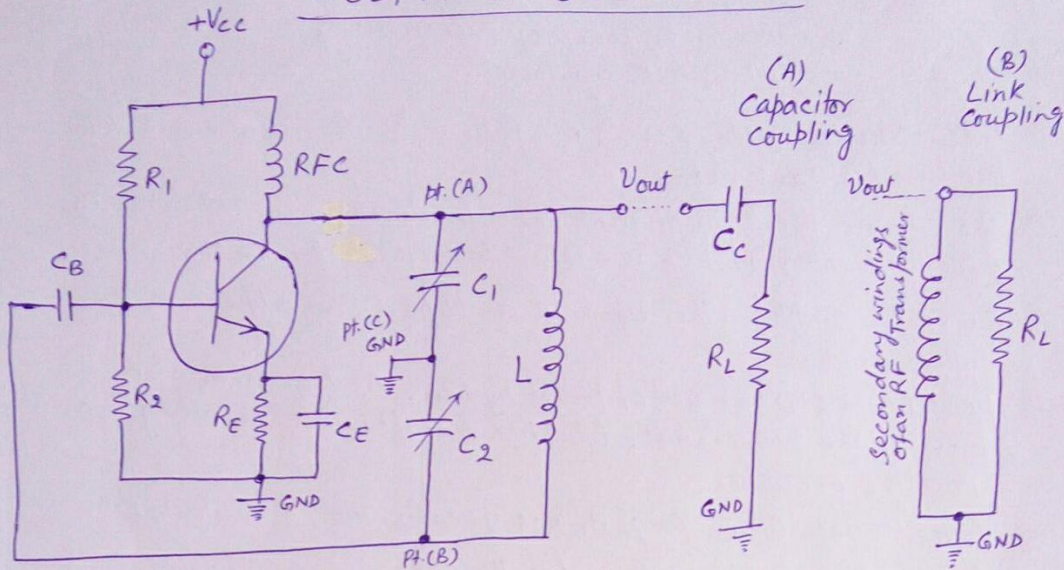 +Vcc
R1
RFC
pt.(A)
CB
C1
pt.(C)
GND
R2
RE
CE
C2
L
GND
Pt.(B)
Vout
(A)
Capacitor
Coupling
CC
RL
GND
(B)
Link
Coupling
Vout
Secondary windings
of an RF Transformer
RL
GND